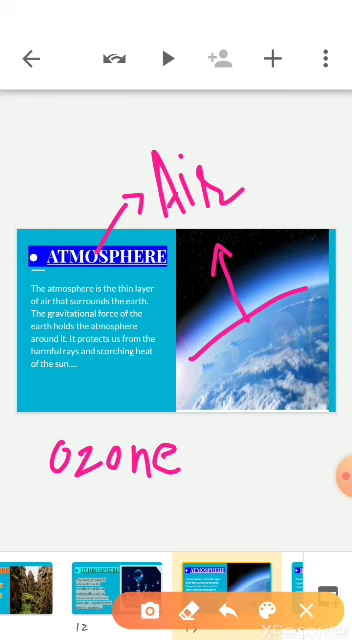 Air
• ATMOSPHERE
The atmosphere is the thin layer
of air that surrounds the earth.
The gravitational force of the
earth holds the atmosphere
around it. It protects us from the
harmful rays and scorching heat
of the sun....
ozone
12
XRecorder